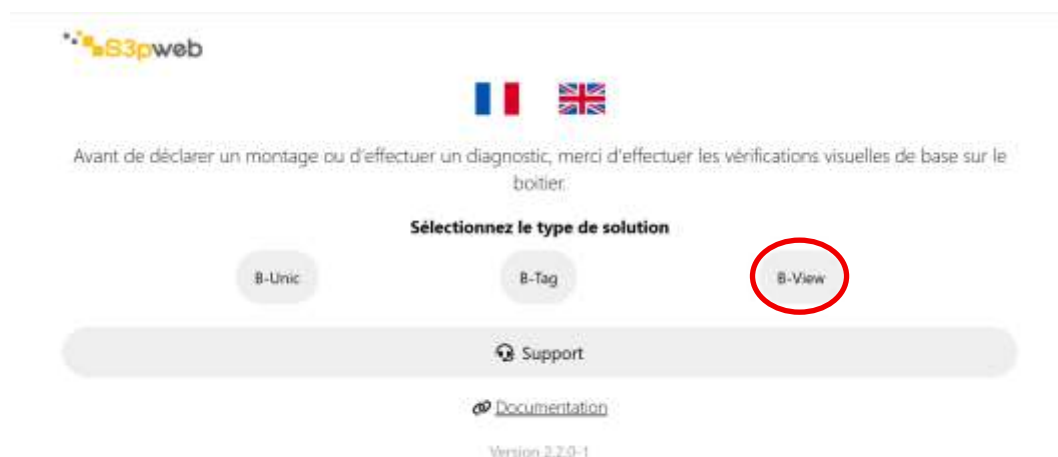 S3pweb
Avant de déclarer un montage ou d'effectuer un diagnostic, merci d'effectuer les vérifications visuelles de base sur le
boitier.
Sélectionnez le type de solution
B-Unic B-Tag B-View
Support
Documentation
Version 2.2.0-1